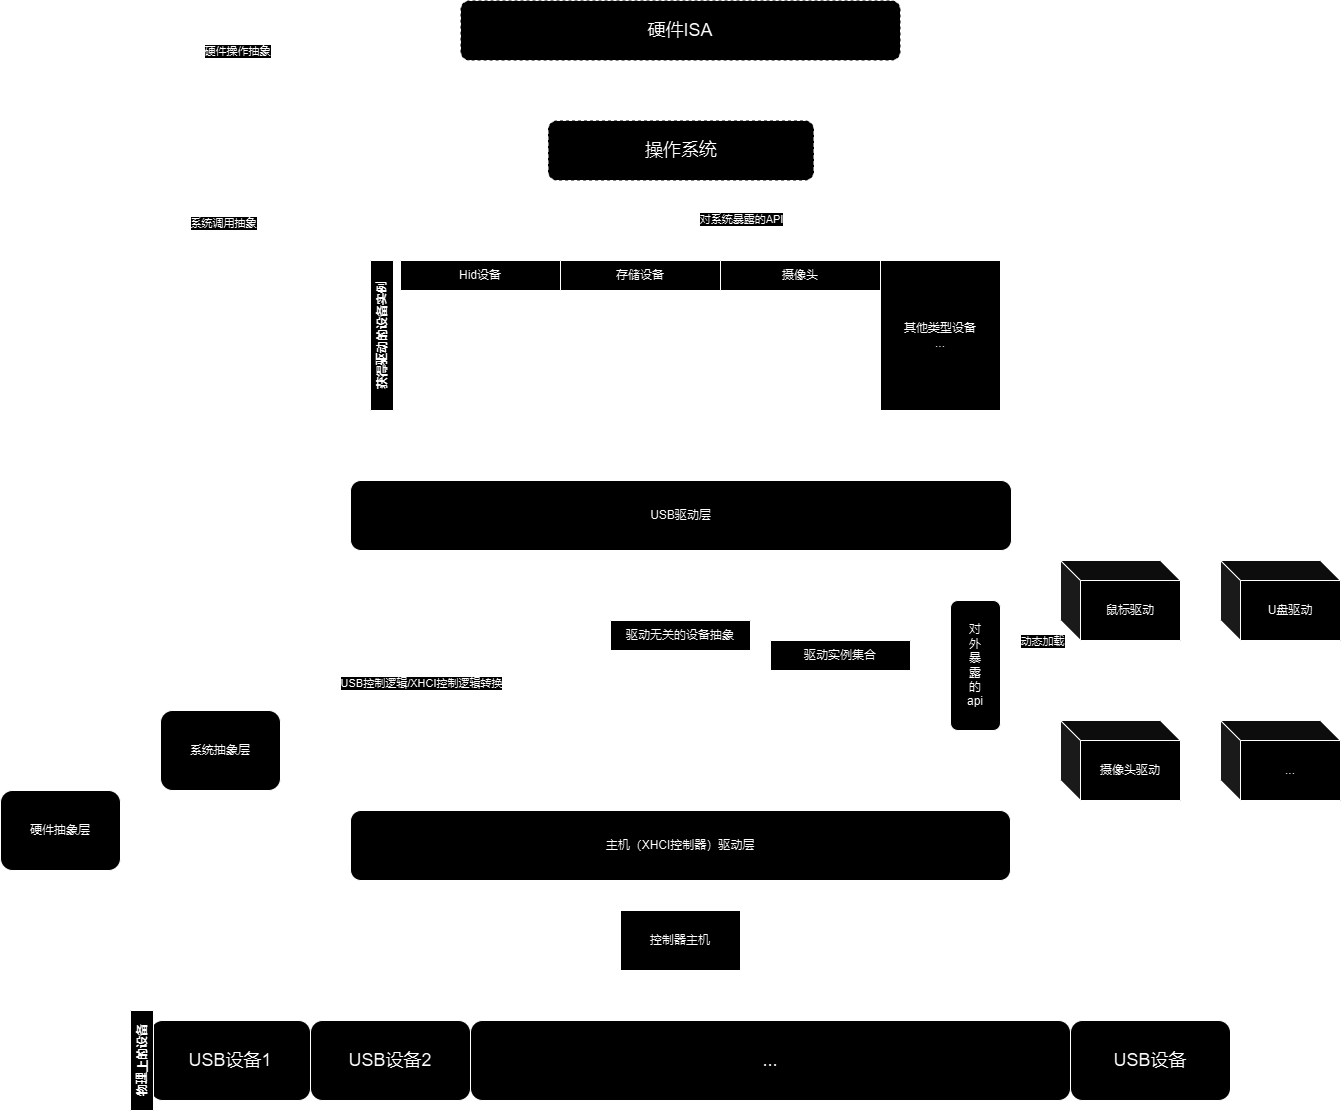 硬件ISA
硬件操作抽象
操作系统
系统调用抽象
对系统暴露的API
获得驱动的设备实例
Hid设备
存储设备
摄像头
其他类型设备
...
USB驱动层
鼠标驱动
U盘驱动
对
外
暴
露
的
api
驱动无关的设备抽象
动态加载
驱动实例集合
USB控制逻辑/XHCI控制逻辑转换
系统抽象层
摄像头驱动
...
硬件抽象层
主机（XHCI控制器）驱动层
控制器主机
物理上的设备
USB设备1
USB设备2
...
USB设备